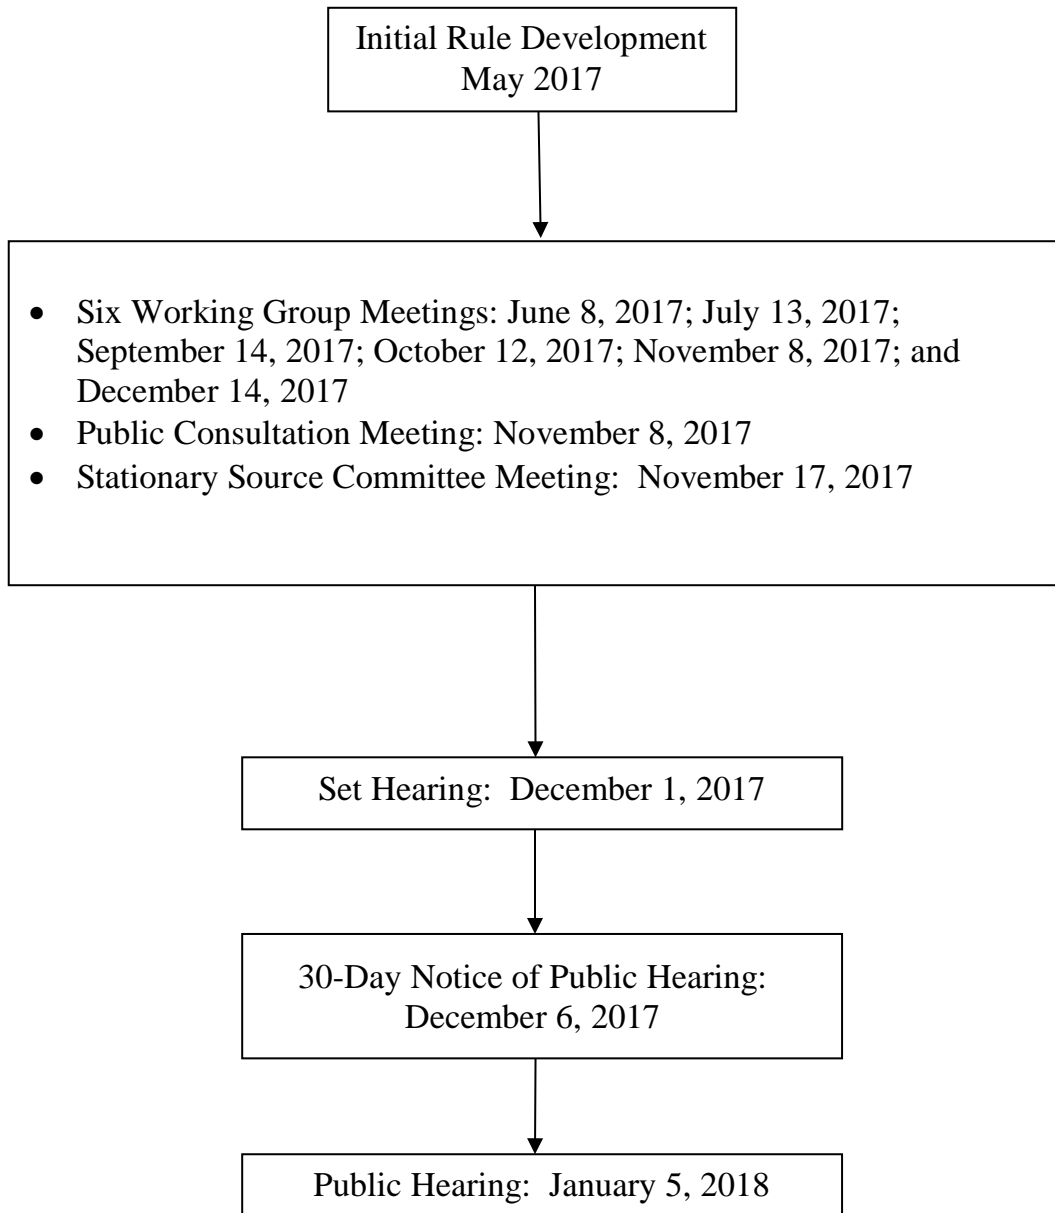 Initial Rule Development
May 2017
• Six Working Group Meetings: June 8, 2017; July 13, 2017;
September 14, 2017; October 12, 2017; November 8, 2017; and
December 14, 2017
• Public Consultation Meeting: November 8, 2017
• Stationary Source Committee Meeting:  November 17, 2017
Set Hearing:  December 1, 2017
30-Day Notice of Public Hearing:
December 6, 2017
Public Hearing:  January 5, 2018